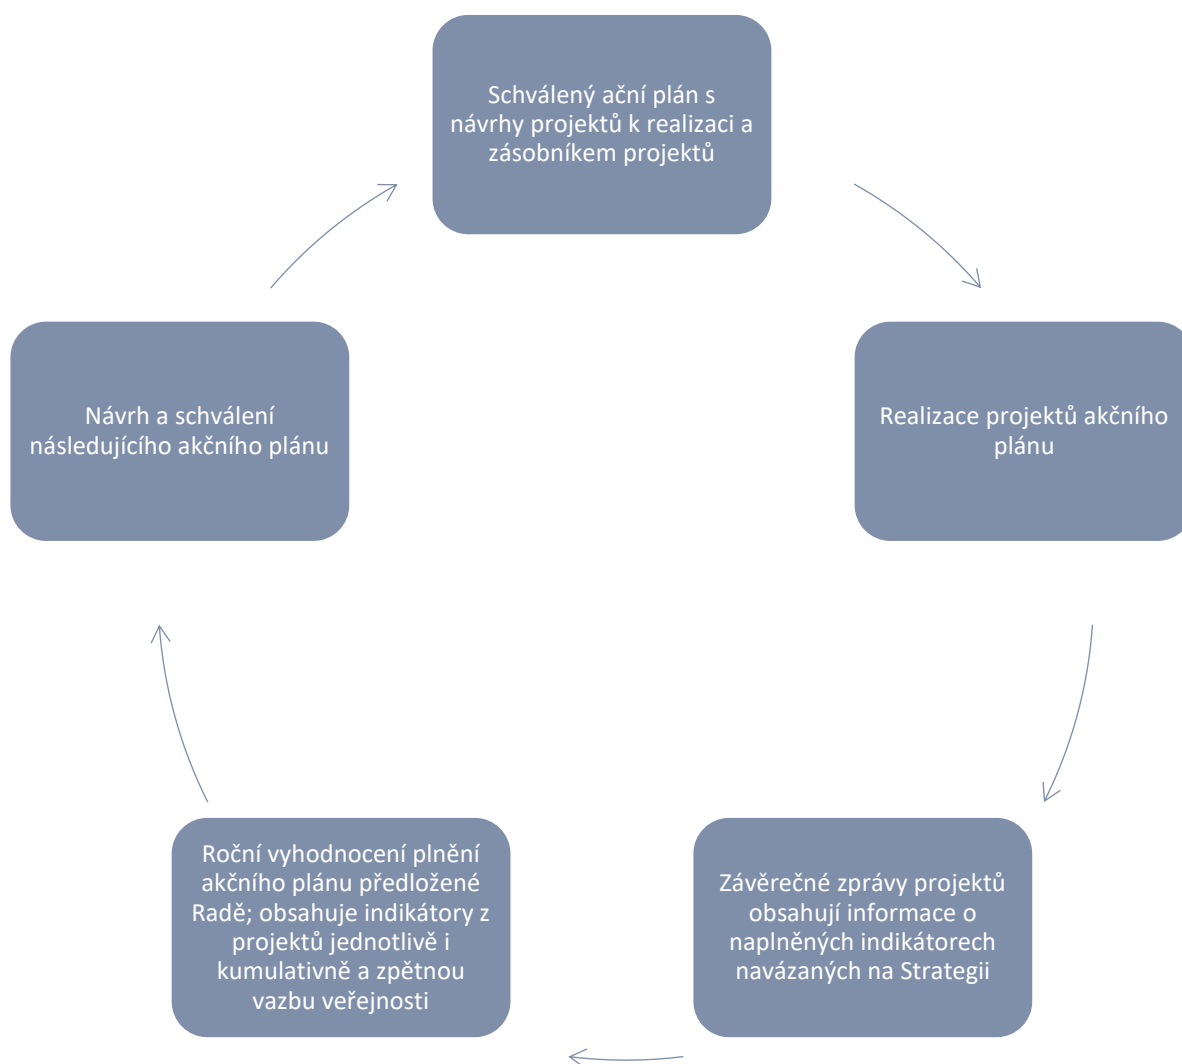 Schválený ační plán s
návrhy projektů k realizaci a
zásobníkem projektů
Realizace projektů akčního
plánu
Závěrečné zprávy projektů
obsahují informace o
naplněných indikátorech
navázaných na Strategii
Roční vyhodnocení plnění
akčního plánu předložené
Radě; obsahuje indikátory z
projektů jednotlivě i
kumulativně a zpětnou
vazbu veřejnosti
Návrh a schválení
následujícího akčního plánu